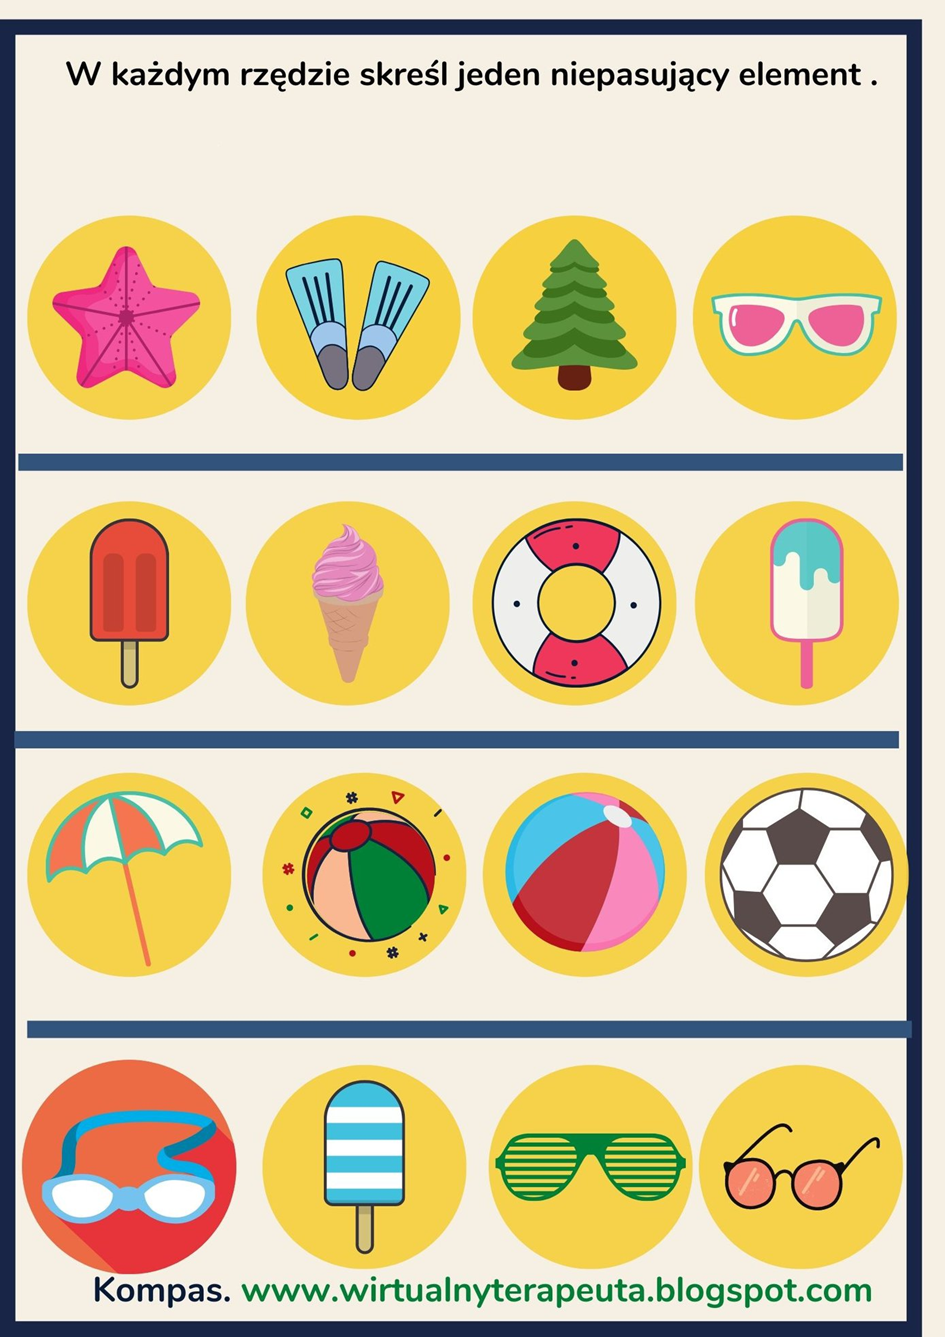 W każdym rzędzie skreśl jeden niepasujący element .
Kompas. www.wirtualnyterapeuta.blogspot.com